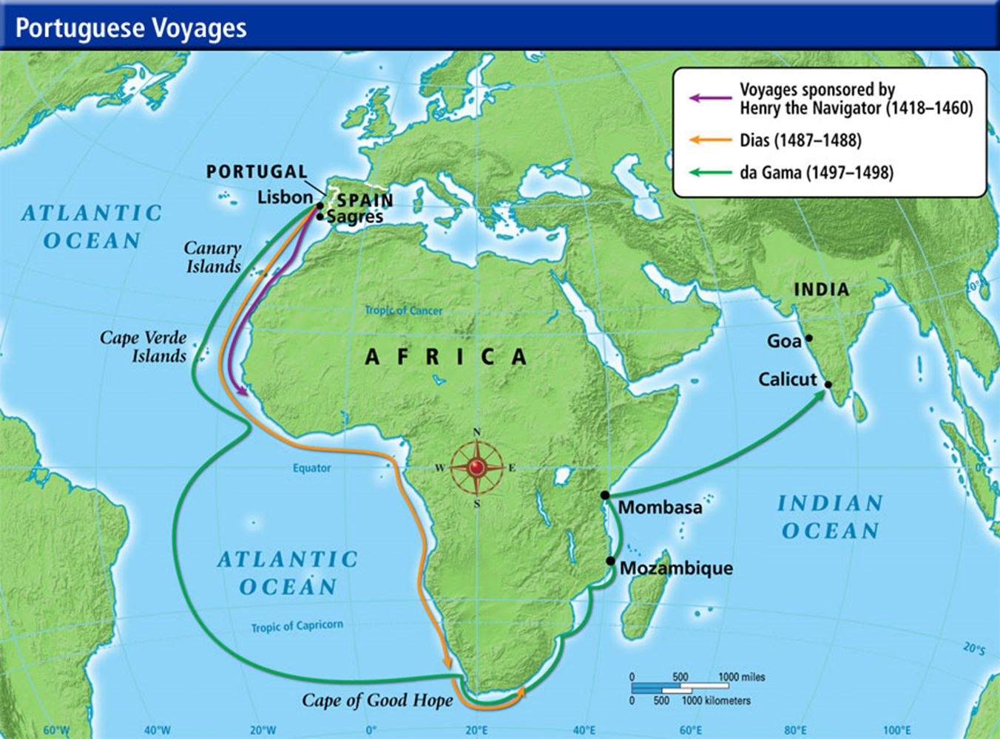 Portuguese Voyages
Voyages sponsored by
Henry the Navigator (1418–1460)
Dias (1487–1488)
da Gama (1497–1498)
PORTUGAL
Lisbon
SPAIN
Sagres
ATLANTIC
OCEAN
Canary
Islands
Cape Verde
Islands
Tropic of Cancer
AFRICA
INDIA
Goa
Calicut
20°
N
W
E
S
Equator
0°
Mombasa
INDIAN
OCEAN
Mozambique
ATLANTIC
OCEAN
Tropic of Capricorn
20°S
Cape of Good Hope
0 500 1000 miles
0 500 1000 kilometers
60°W 40°W 20°W 0° 20°E 40°E 60°E 80°E 100°E